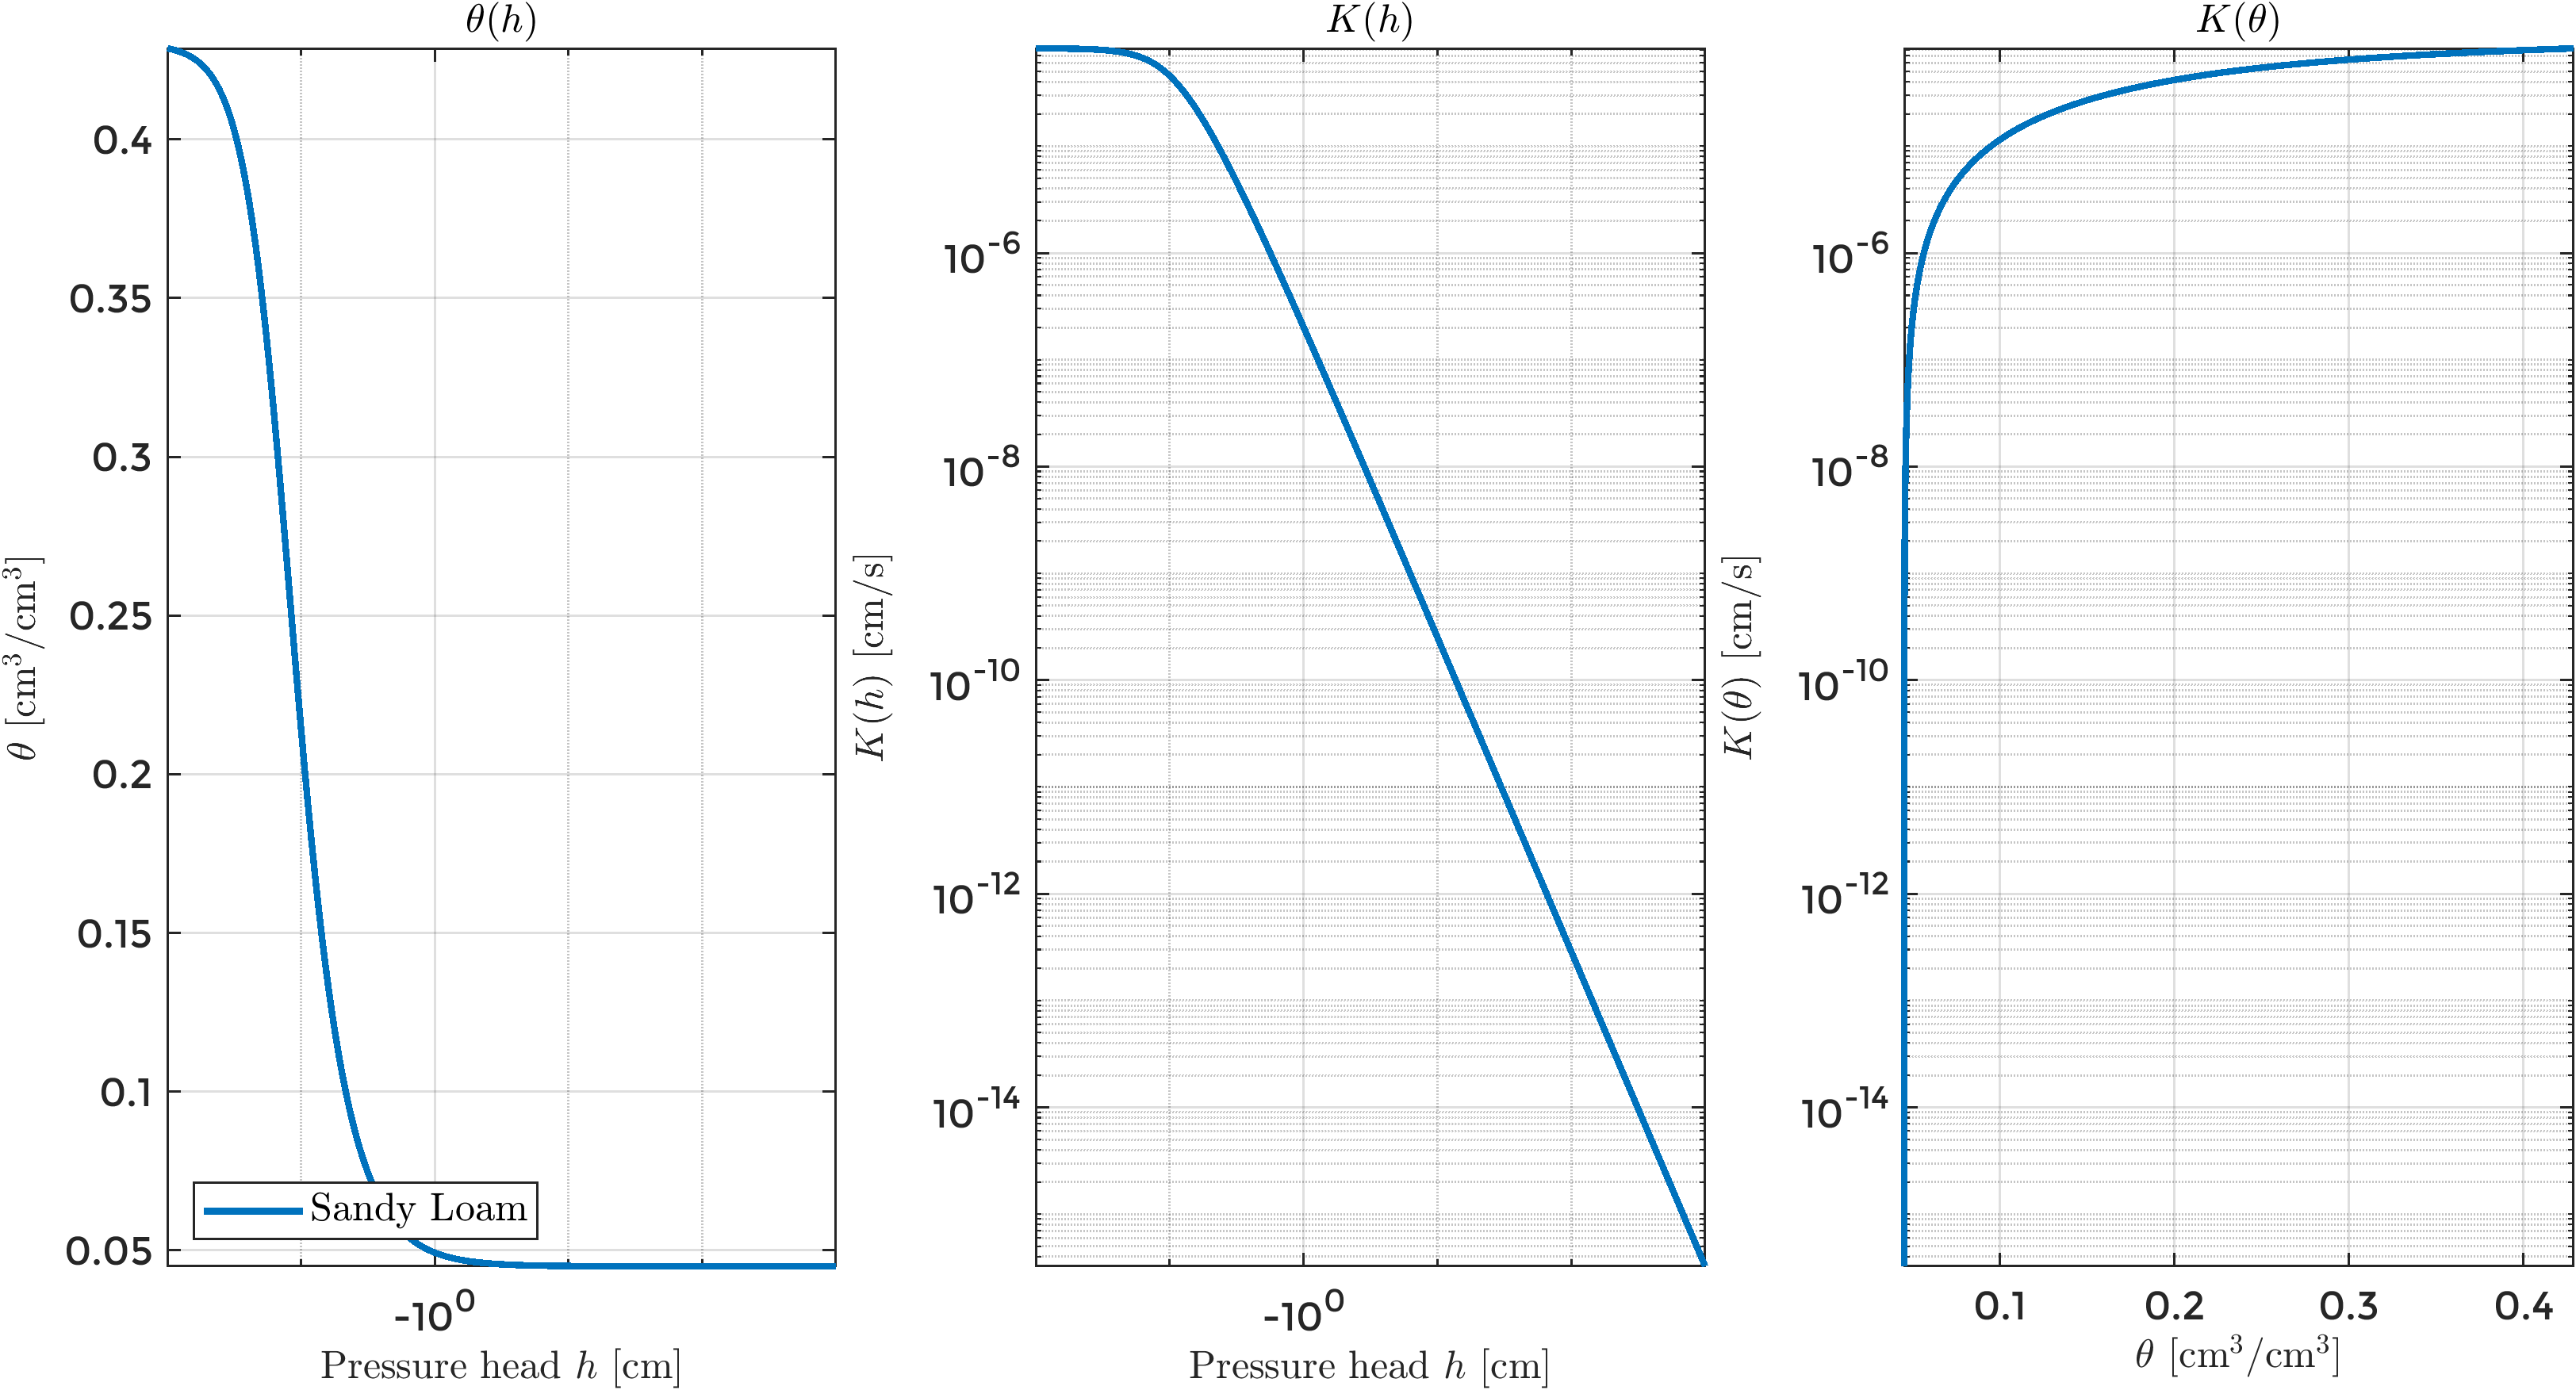 θ(h)
θ [cm³/cm³]
0.4
0.35
0.3
0.25
0.2
0.15
0.1
0.05
Sandy Loam
-10⁰
Pressure head h [cm]
K(h)
K(h) [cm/s]
10⁻⁶
10⁻⁸
10⁻¹⁰
10⁻¹²
10⁻¹⁴
-10⁰
Pressure head h [cm]
K(θ)
K(θ) [cm/s]
10⁻⁶
10⁻⁸
10⁻¹⁰
10⁻¹²
10⁻¹⁴
0.1 0.2 0.3 0.4
θ [cm³/cm³]